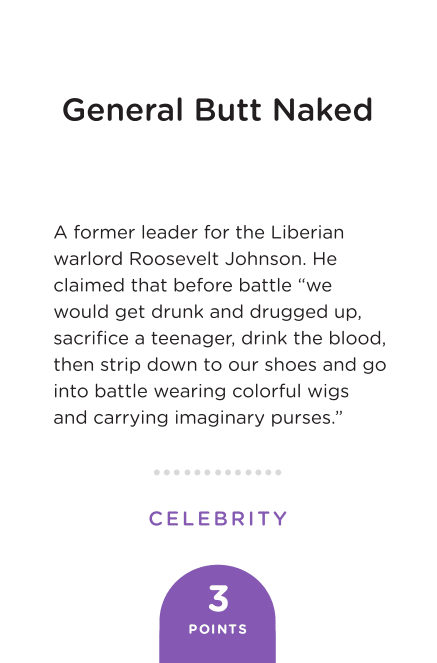 General Butt Naked
A former leader for the Liberian
warlord Roosevelt Johnson. He
claimed that before battle “we
would get drunk and drugged up,
sacrifice a teenager, drink the blood,
then strip down to our shoes and go
into battle wearing colorful wigs
and carrying imaginary purses.”
CELEBRITY
3
POINTS